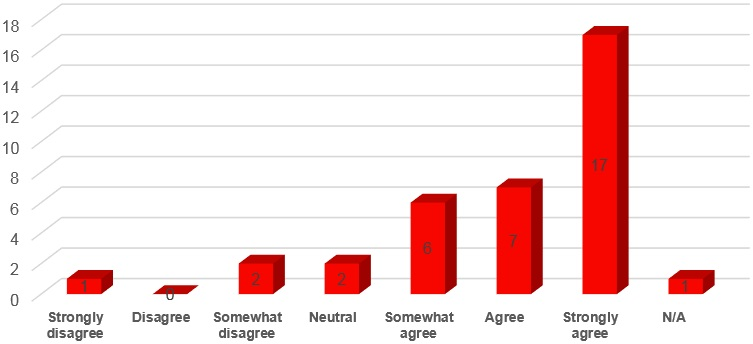 18
16
14
12
10
8
6
4
2
0
1
0
2
2
6
7
17
1
Strongly disagree
Disagree
Somewhat disagree
Neutral
Somewhat agree
Agree
Strongly agree
N/A